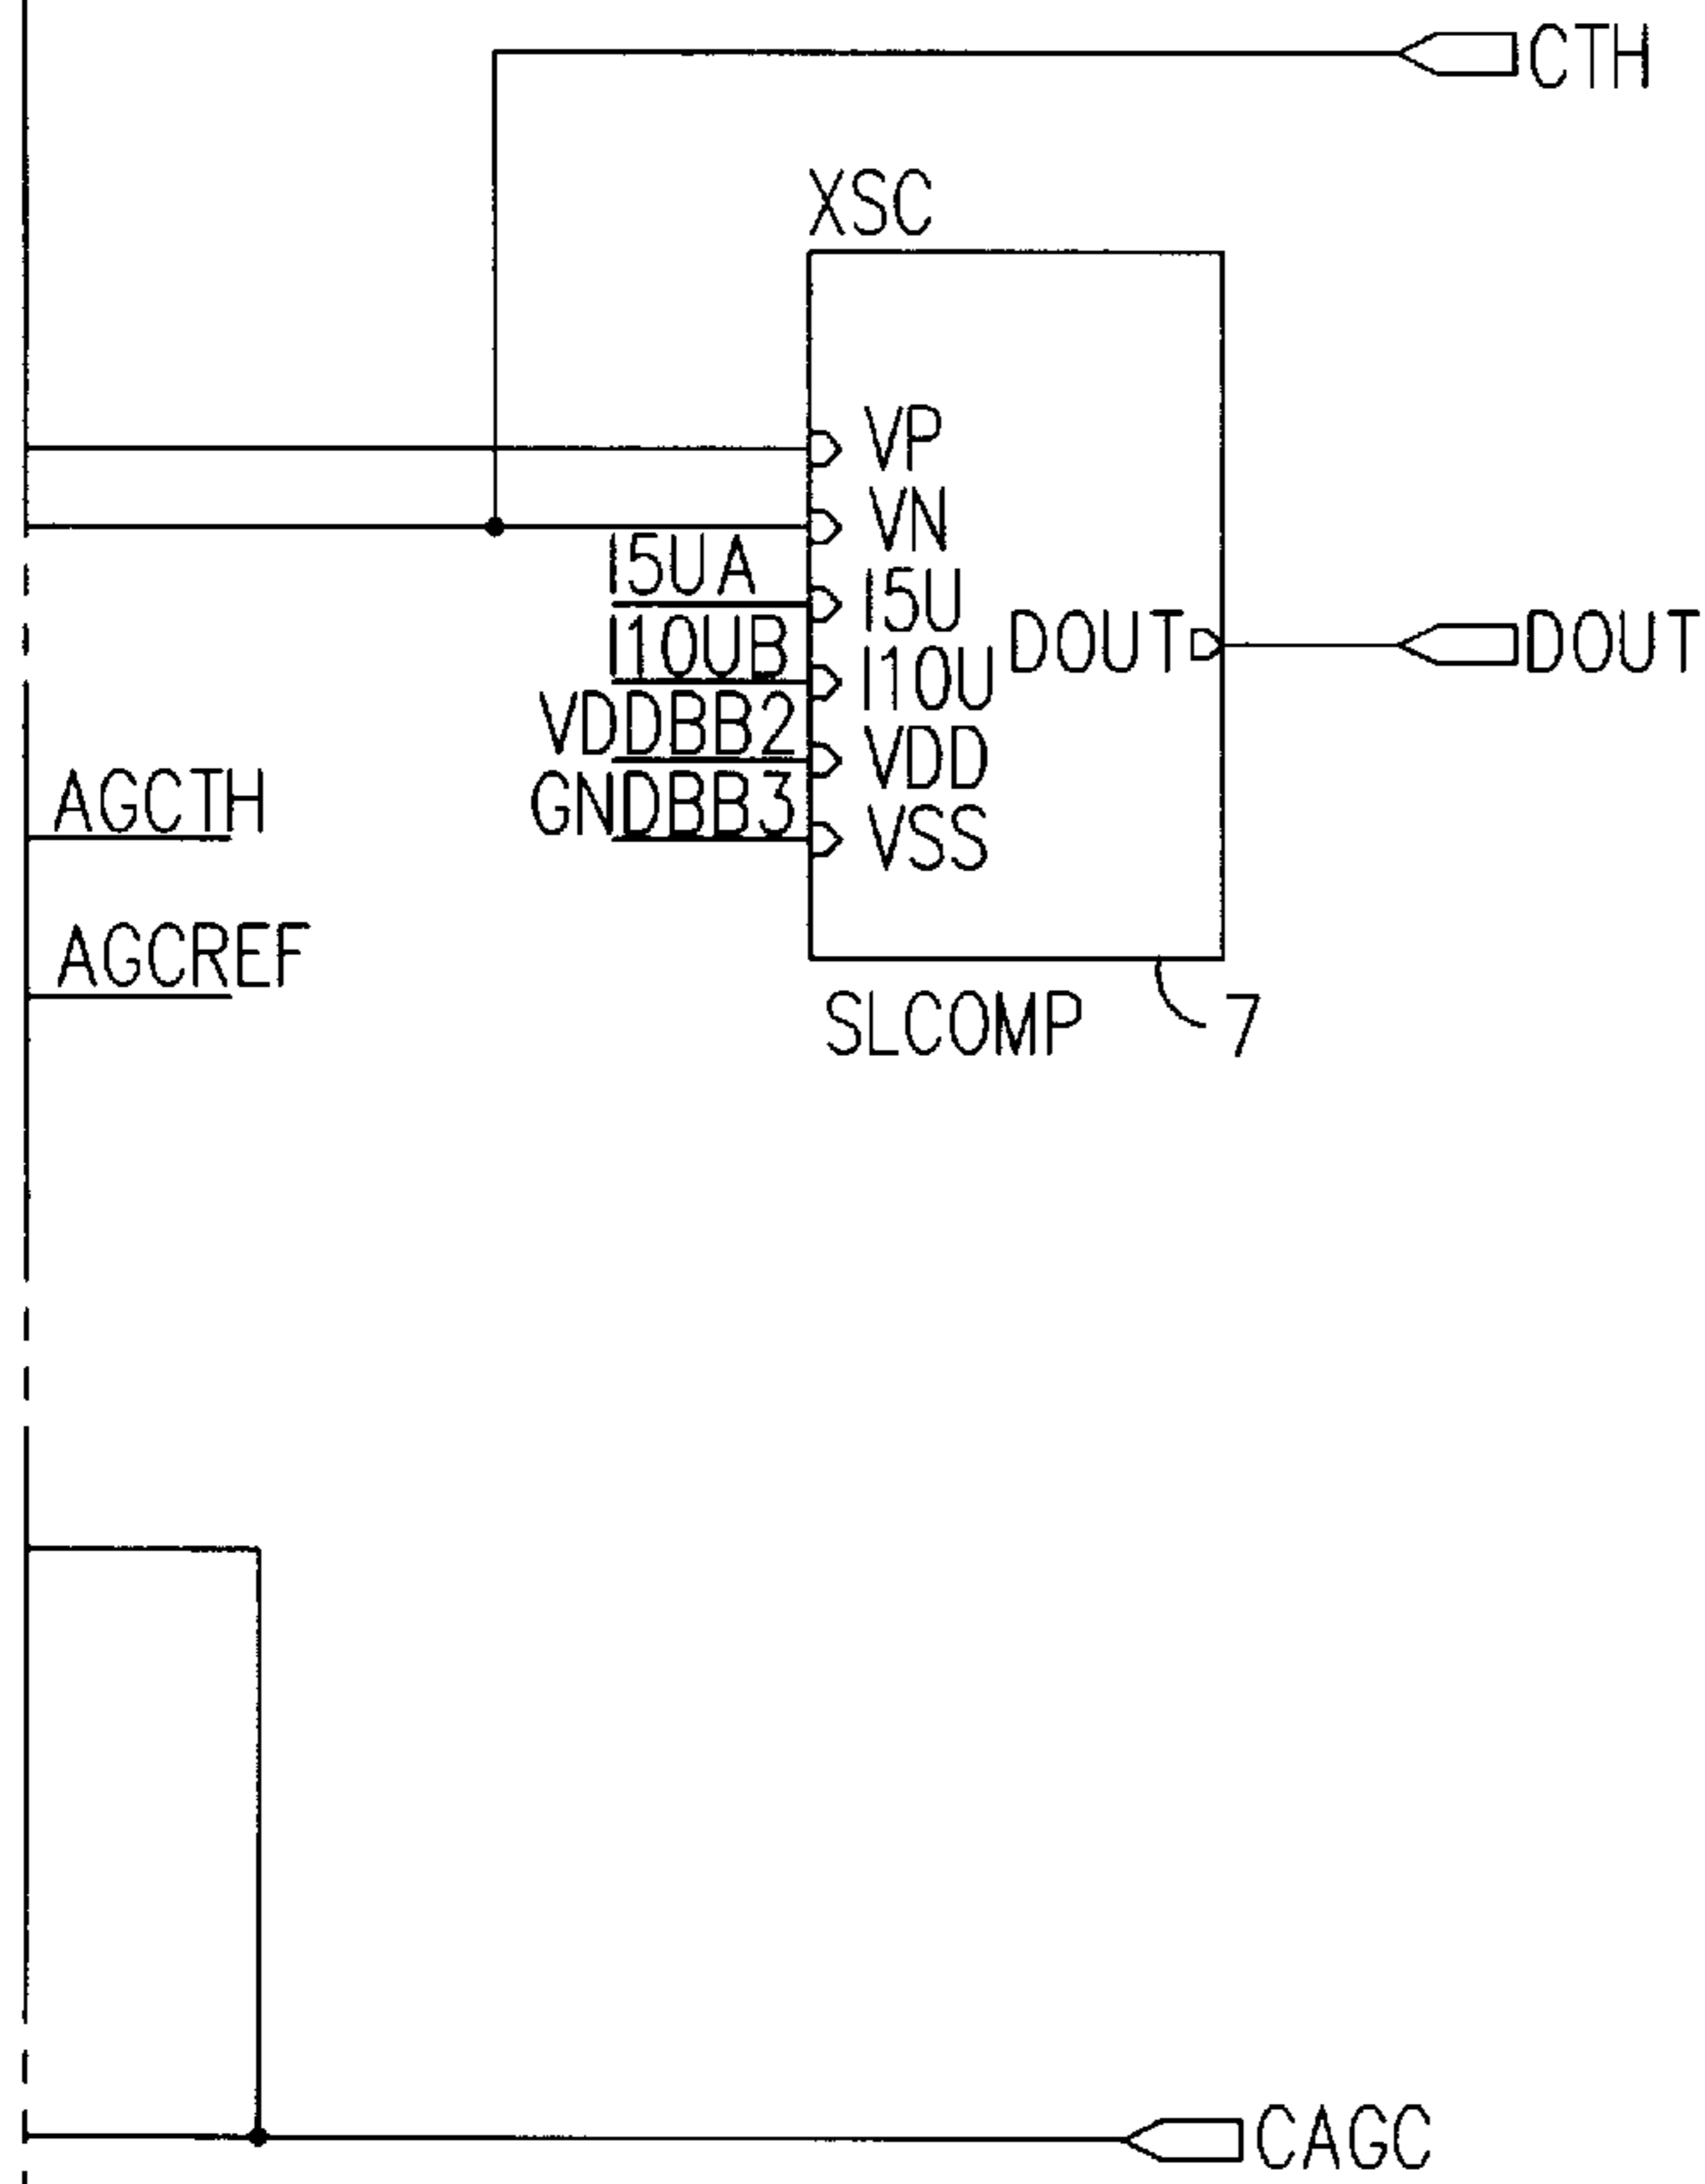 CTH
XSC
VP
VN
I5UA
I5U
DOUT
DOUT
I10UB
I10U
VDDBB2
VDD
AGCTH
GNDBB3
VSS
AGCREF
SLCOMP
7
CAGC